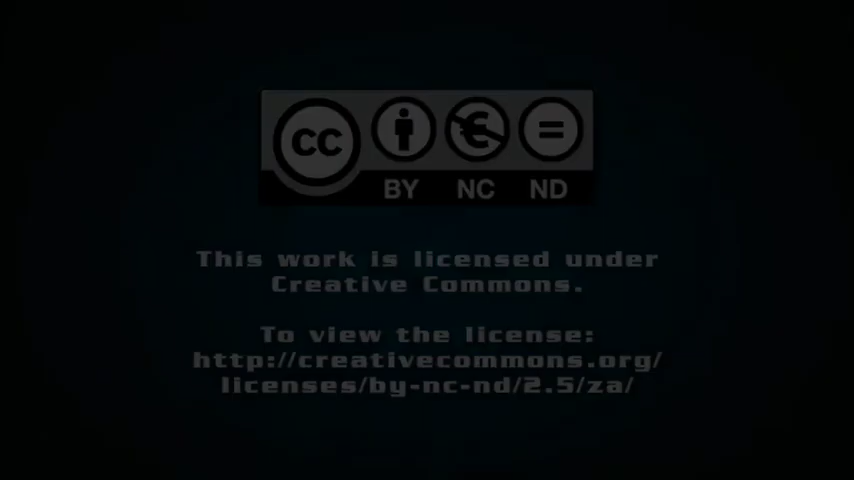 CC
BY NC ND
This work is licensed under
Creative Commons.
To view the license:
http://creativecommons.org/
licenses/by-nc-nd/2.5/za/